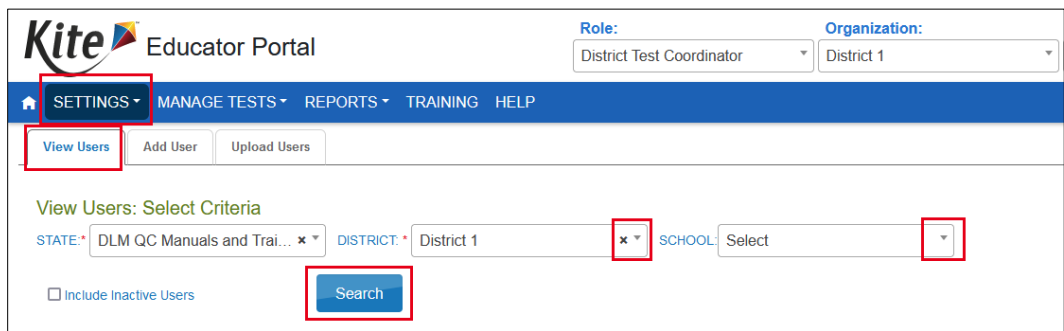 Kite Educator Portal
Role: Organization:
District Test Coordinator District 1
SETTINGS MANAGE TESTS REPORTS TRAINING HELP
View Users Add User Upload Users
View Users: Select Criteria
STATE:* DLM QC Manuals and Trai... × DISTRICT: * District 1 × SCHOOL: Select
Include Inactive Users Search